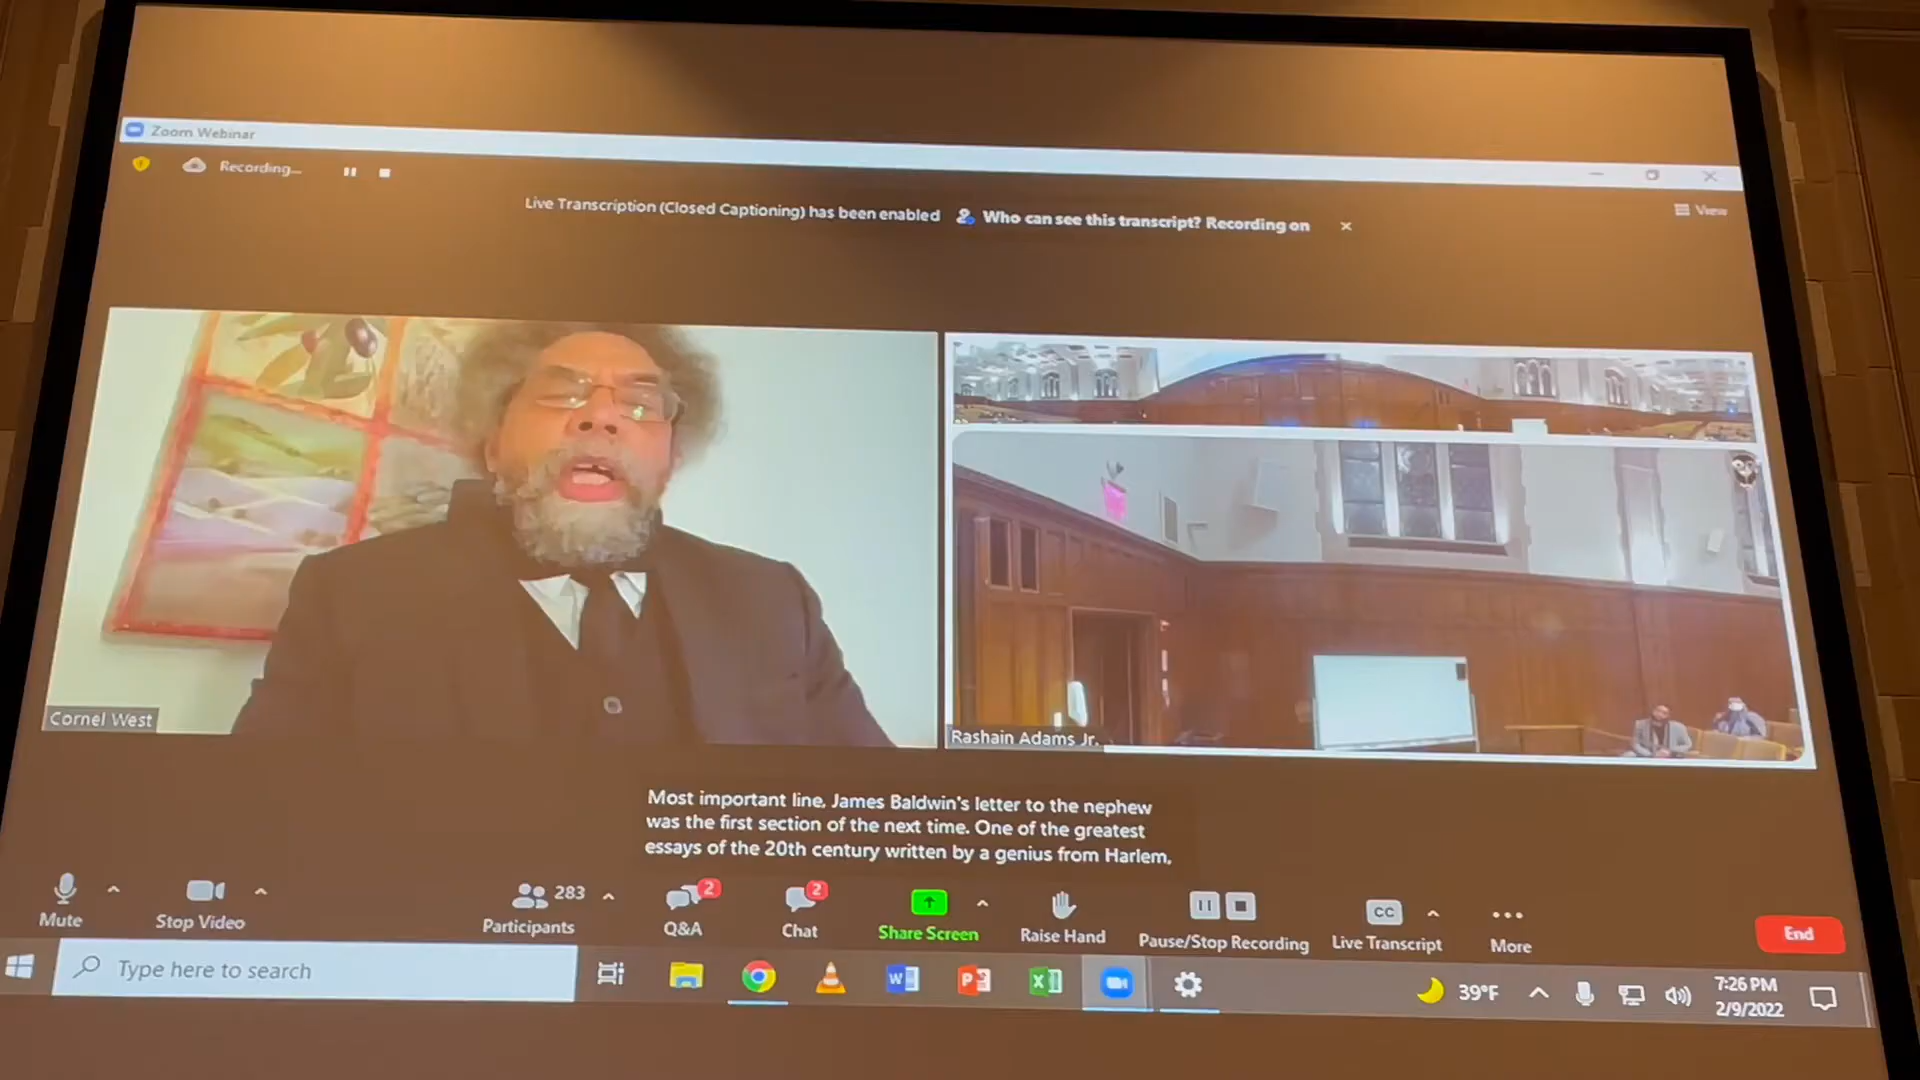 Zoom Webinar
Recording...
Live Transcription (Closed Captioning) has been enabled
Who can see this transcript? Recording on
View
Cornel West
Rashain Adams Jr.
Most important line. James Baldwin's letter to the nephew
was the first section of the next time. One of the greatest
essays of the 20th century written by a genius from Harlem,
Mute
Stop Video
283
Participants
2
Q&A
2
Chat
Share Screen
Raise Hand
Pause/Stop Recording
CC
Live Transcript
More
End
Type here to search
W
P
X
39°F
7:26 PM
2/9/2022